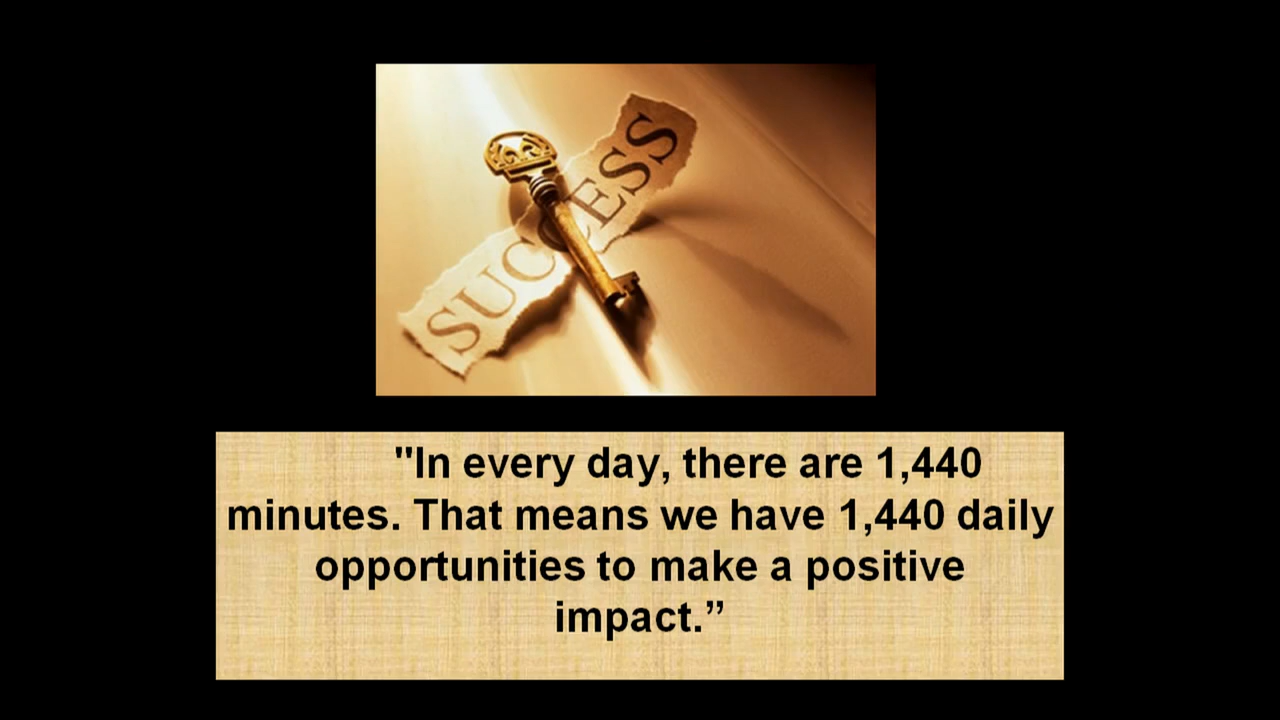 SUCCESS
"In every day, there are 1,440
minutes. That means we have 1,440 daily
opportunities to make a positive
impact.”